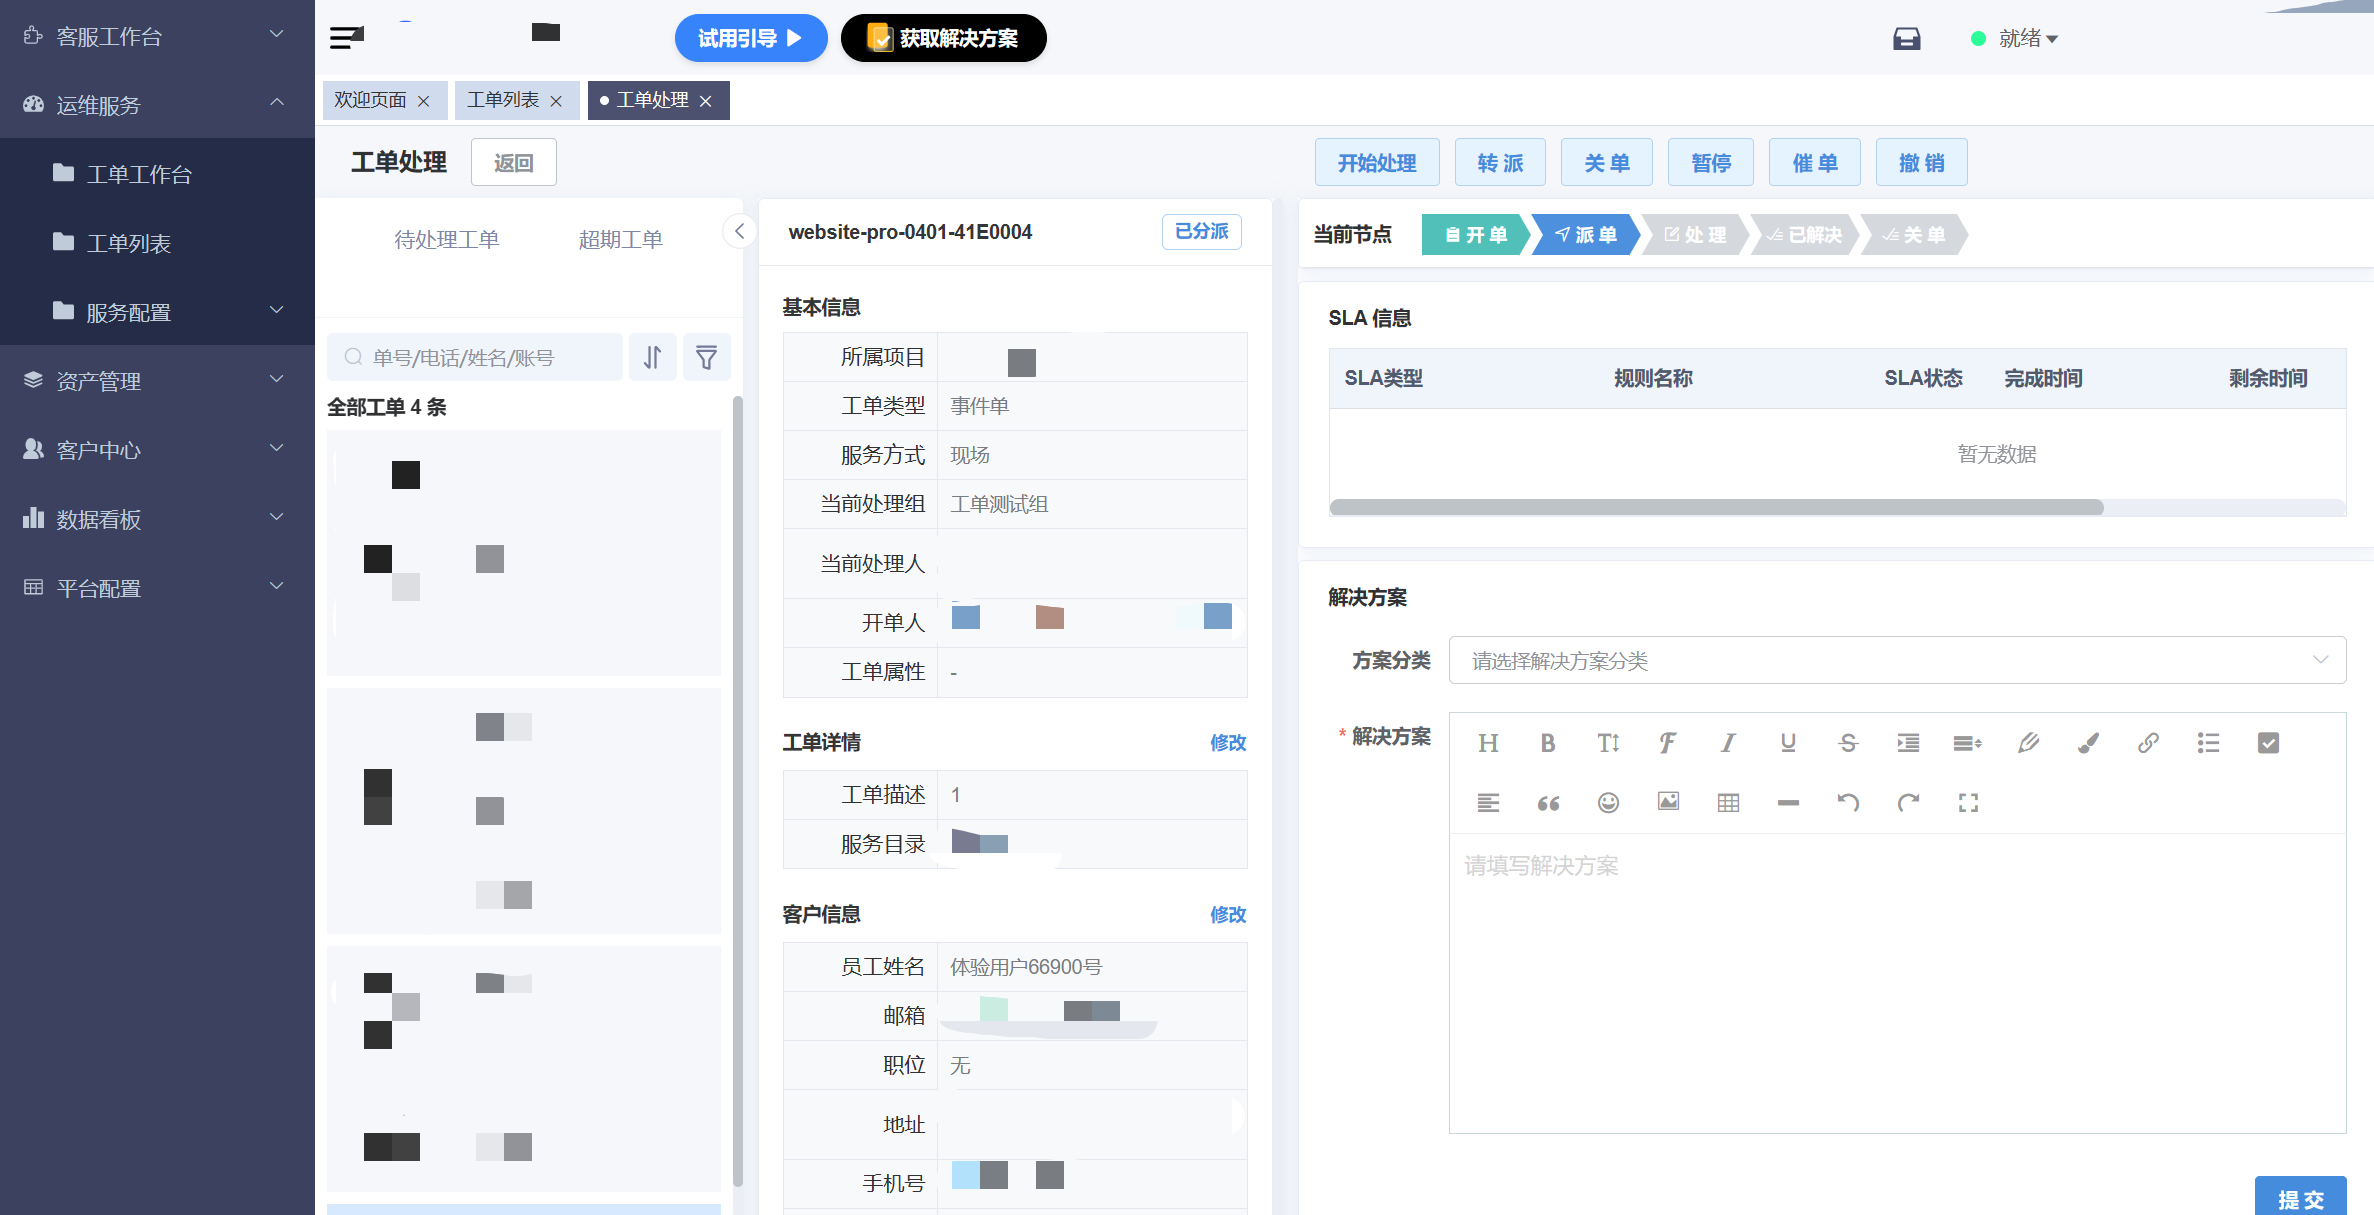 客服工作台
运维服务
工单工作台
工单列表
服务配置
资产管理
客户中心
数据看板
平台配置
试用引导
获取解决方案
就绪
欢迎页面
工单列表
工单处理
工单处理
返回
开始处理
转 派
关 单
暂停
催 单
撤 销
待处理工单
超期工单
单号/电话/姓名/账号
全部工单 4 条
website-pro-0401-41E0004
已分派
基本信息
所属项目
工单类型 事件单
服务方式 现场
当前处理组 工单测试组
当前处理人
开单人
工单属性 -
工单详情 修改
工单描述 1
服务目录
客户信息 修改
员工姓名 体验用户66900号
邮箱
职位 无
地址
手机号
当前节点
开 单
派 单
处 理
已解决
关 单
SLA 信息
SLA类型 规则名称 SLA状态 完成时间 剩余时间
暂无数据
解决方案
方案分类 请选择解决方案分类
* 解决方案
请填写解决方案
提 交